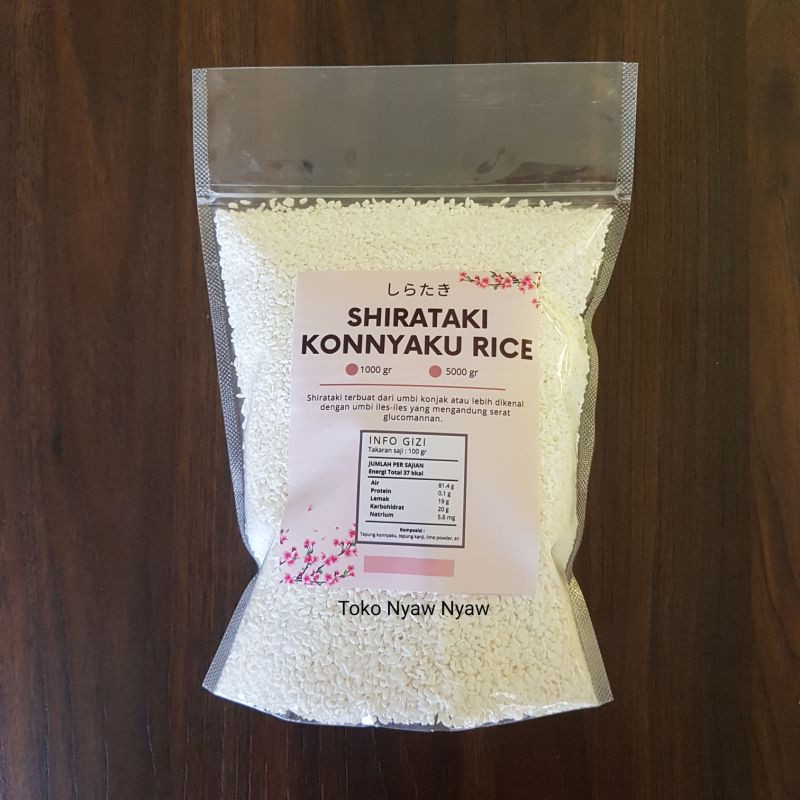 しらたき
SHIRATAKI
KONNYAKU RICE
1000 gr 5000 gr
Shirataki terbuat dari umbi konjak atau lebih dikenal
dengan umbi iles-iles yang mengandung serat
glucomannan.
INFO GIZI
Takaran saji : 100 gr
JUMLAH PER SAJIAN
Energi Total 37 kkal
Air 81.4 g
Protein 0.1 g
Lemak 19 g
Karbohidrat 20 g
Natrium 5.6 mg
Komposisi :
Tepung konnyaku, tepung kanji, lime powder, air
Toko Nyaw Nyaw